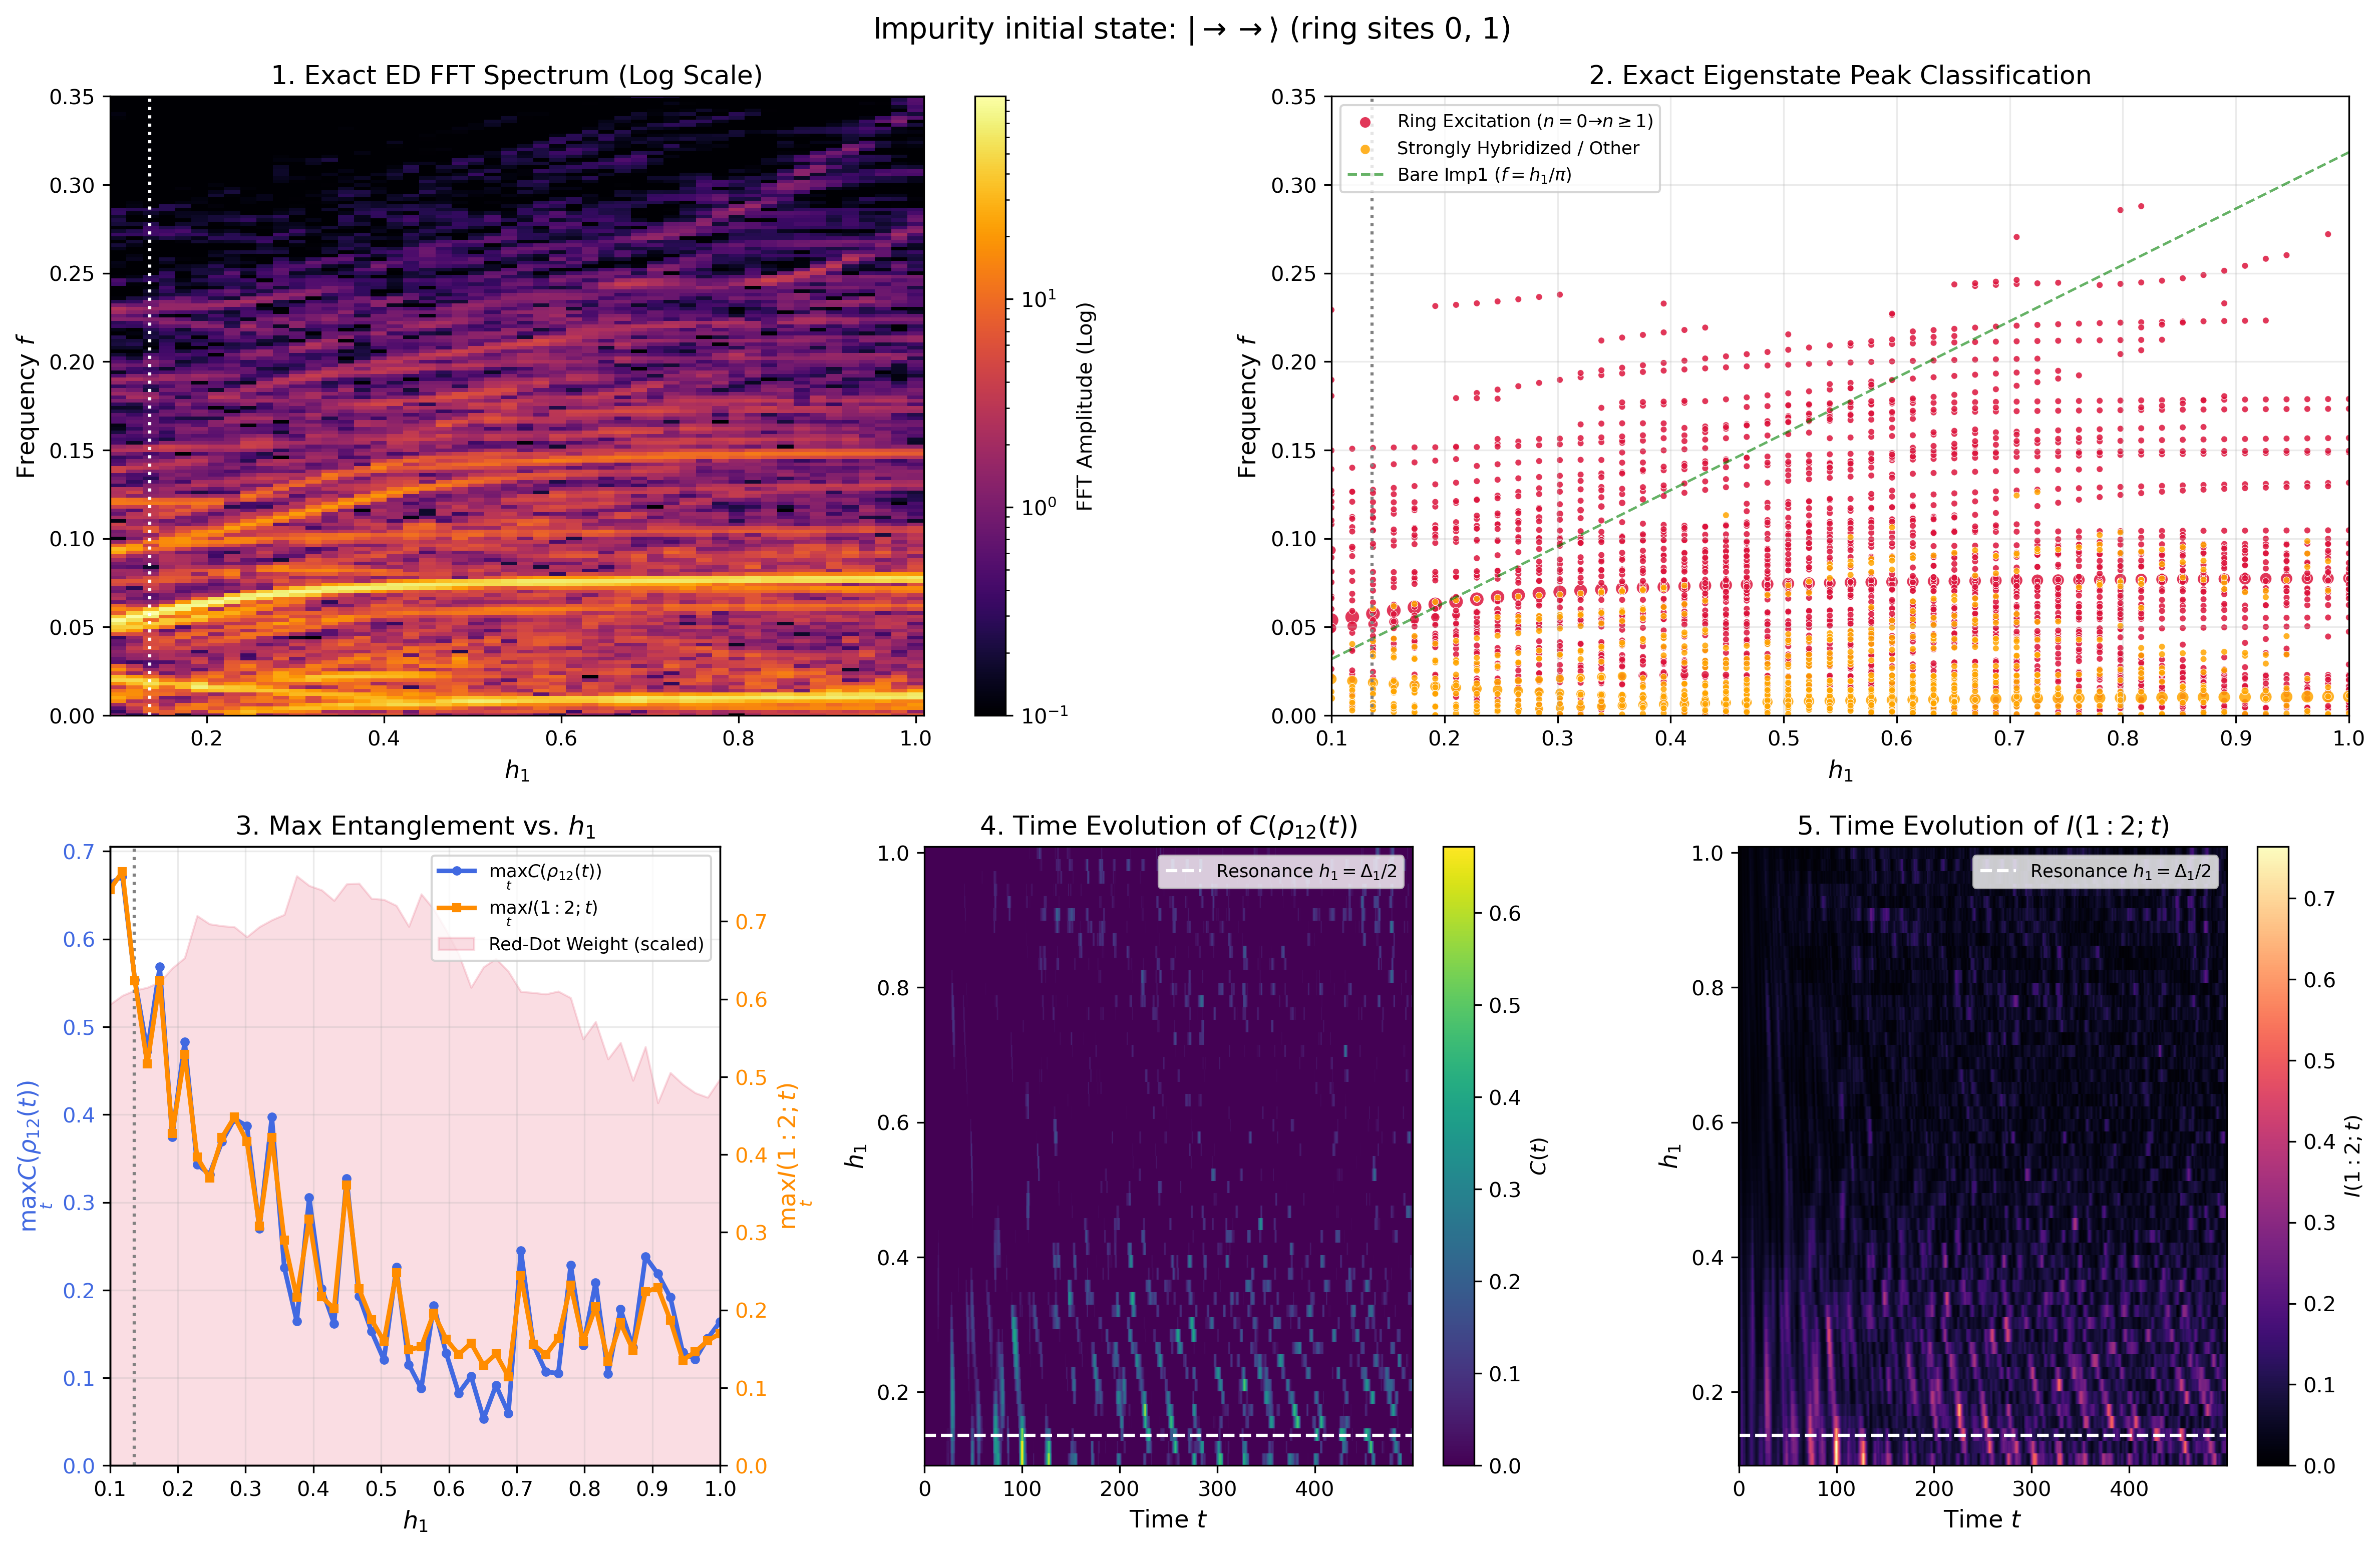 Impurity initial state: |→→⟩ (ring sites 0, 1)
1. Exact ED FFT Spectrum (Log Scale)
0.35
0.30
0.25
0.20
0.15
0.10
0.05
0.00
Frequency f
0.2
0.4
0.6
0.8
1.0
h₁
10¹
10⁰
10⁻¹
FFT Amplitude (Log)
2. Exact Eigenstate Peak Classification
Ring Excitation (n = 0→n ≥ 1)
Strongly Hybridized / Other
Bare Imp1 (f = h₁/π)
0.35
0.30
0.25
0.20
0.15
0.10
0.05
0.00
Frequency f
0.1
0.2
0.3
0.4
0.5
0.6
0.7
0.8
0.9
1.0
h₁
3. Max Entanglement vs. h₁
max C(ρ₁₂(t))
t
max I(1 : 2; t)
t
Red-Dot Weight (scaled)
0.7
0.6
0.5
0.4
0.3
0.2
0.1
0.0
max C(ρ₁₂(t))
t
0.7
0.6
0.5
0.4
0.3
0.2
0.1
0.0
max I(1 : 2; t)
t
0.1
0.2
0.3
0.4
0.5
0.6
0.7
0.8
0.9
1.0
h₁
4. Time Evolution of C(ρ₁₂(t))
Resonance h₁ = Δ₁/2
1.0
0.8
0.6
0.4
0.2
h₁
0
100
200
300
400
Time t
0.6
0.5
0.4
0.3
0.2
0.1
0.0
C(t)
5. Time Evolution of I(1 : 2; t)
Resonance h₁ = Δ₁/2
1.0
0.8
0.6
0.4
0.2
h₁
0
100
200
300
400
Time t
0.7
0.6
0.5
0.4
0.3
0.2
0.1
0.0
I(1 : 2; t)